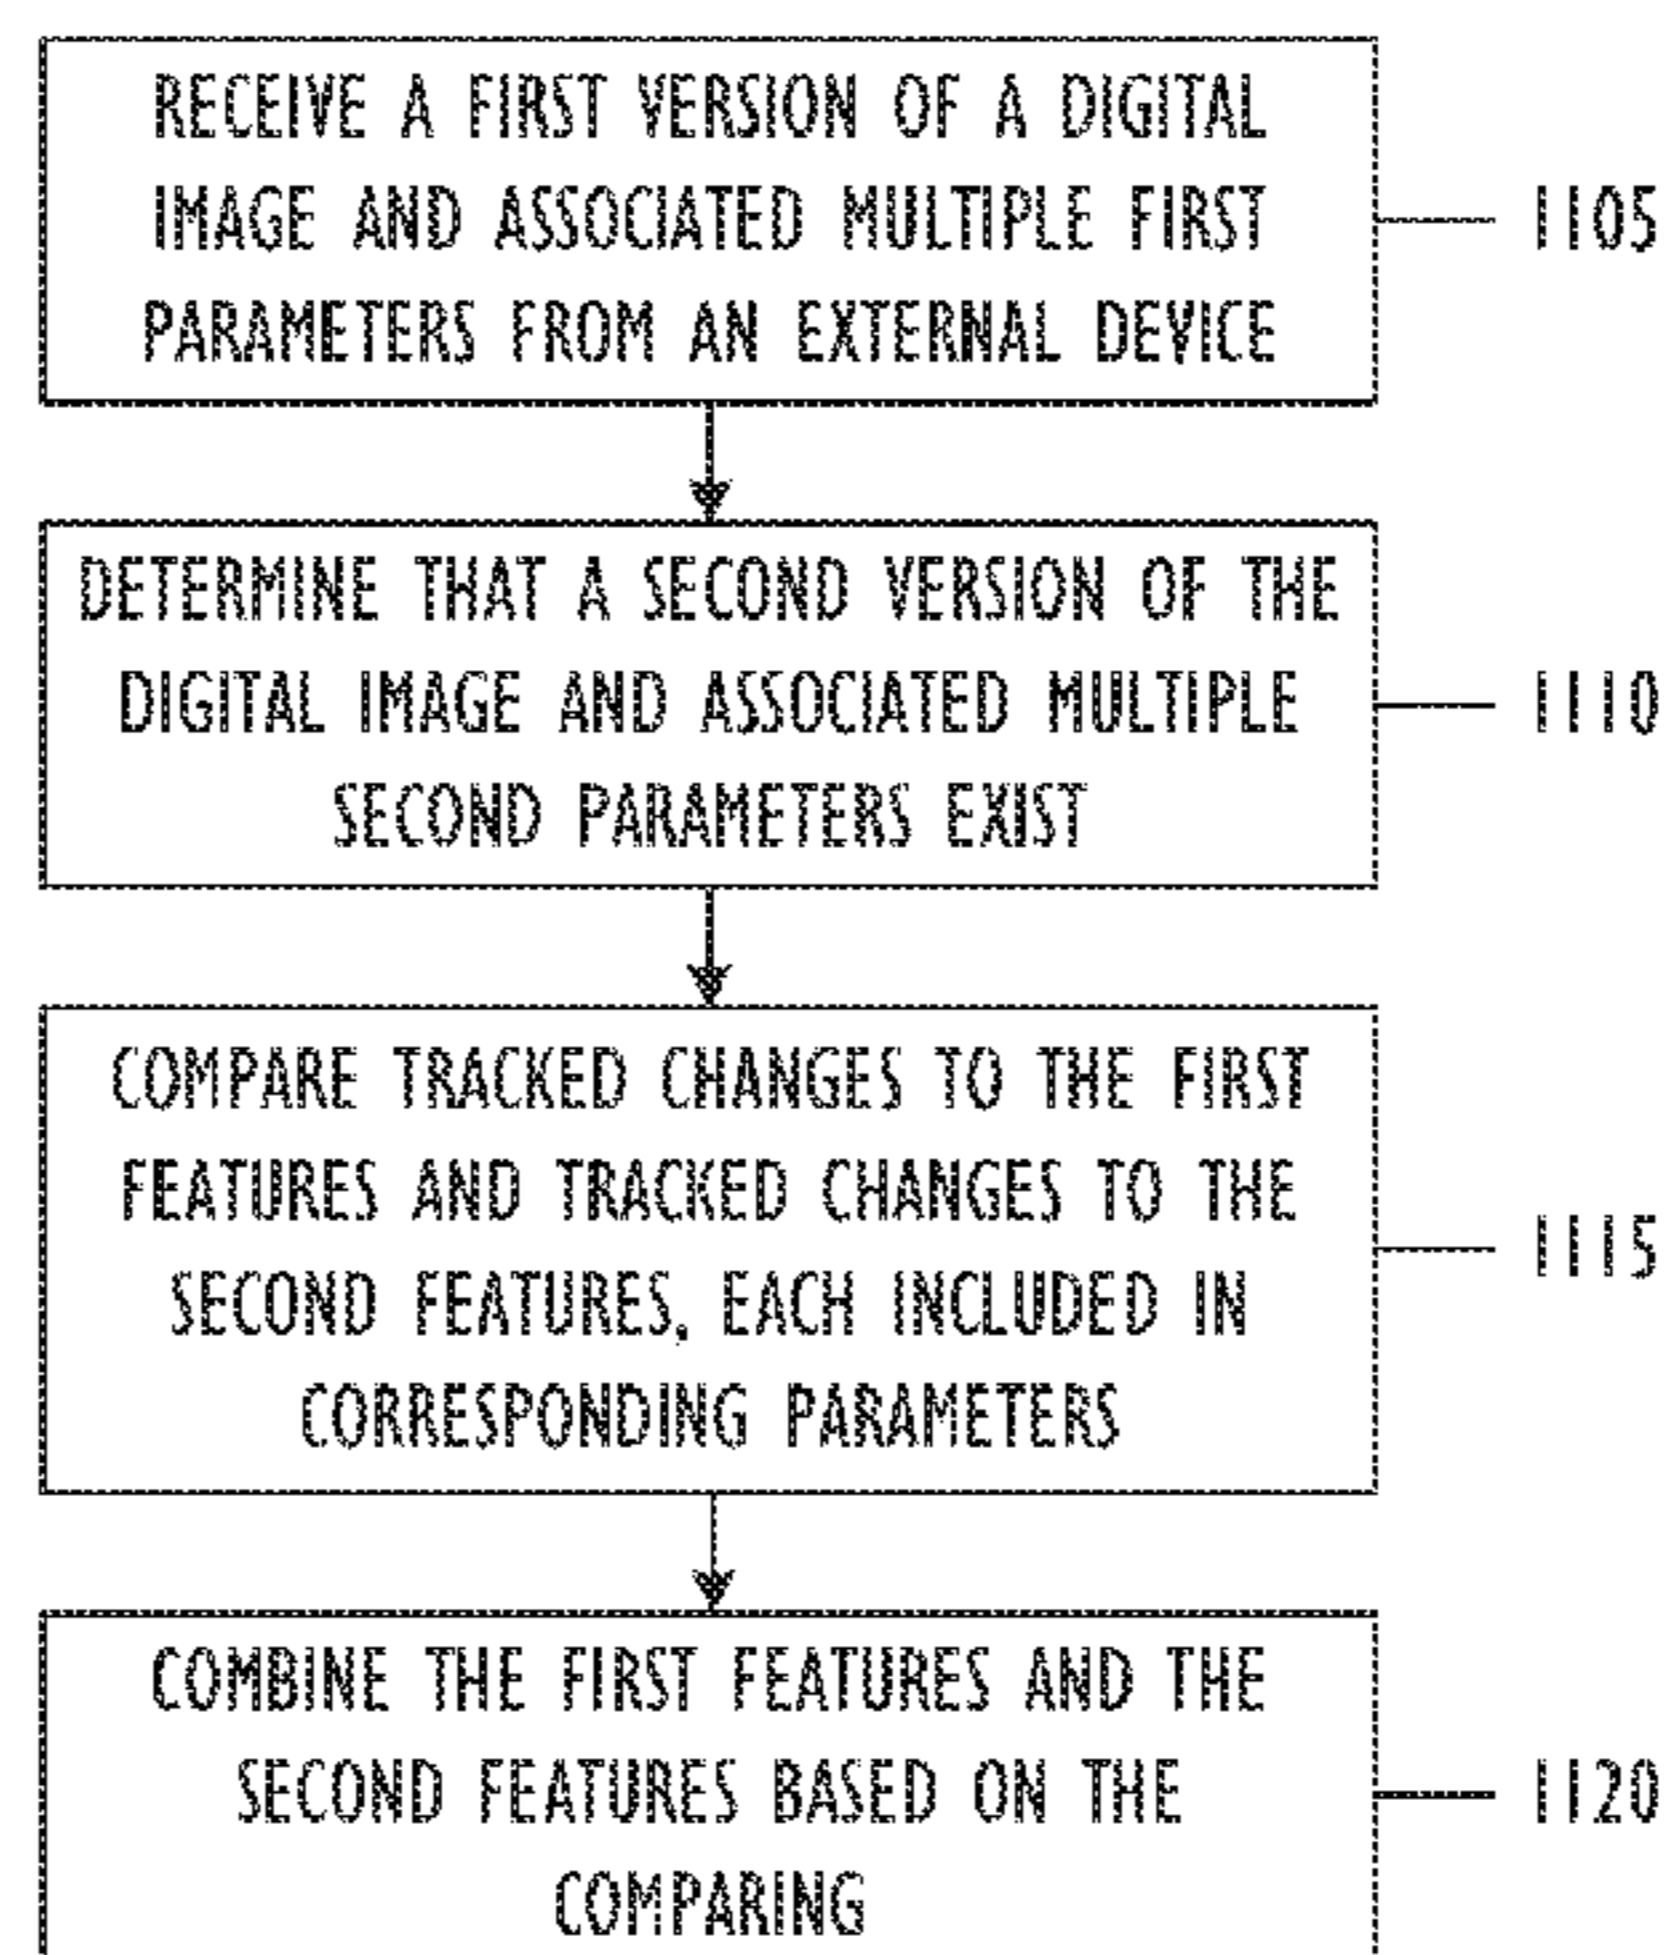 RECEIVE A FIRST VERSION OF A DIGITAL
IMAGE AND ASSOCIATED MULTIPLE FIRST
PARAMETERS FROM AN EXTERNAL DEVICE
1105
DETERMINE THAT A SECOND VERSION OF THE
DIGITAL IMAGE AND ASSOCIATED MULTIPLE
SECOND PARAMETERS EXIST
1110
COMPARE TRACKED CHANGES TO THE FIRST
FEATURES AND TRACKED CHANGES TO THE
SECOND FEATURES, EACH INCLUDED IN
CORRESPONDING PARAMETERS
1115
COMBINE THE FIRST FEATURES AND THE
SECOND FEATURES BASED ON THE
COMPARING
1120